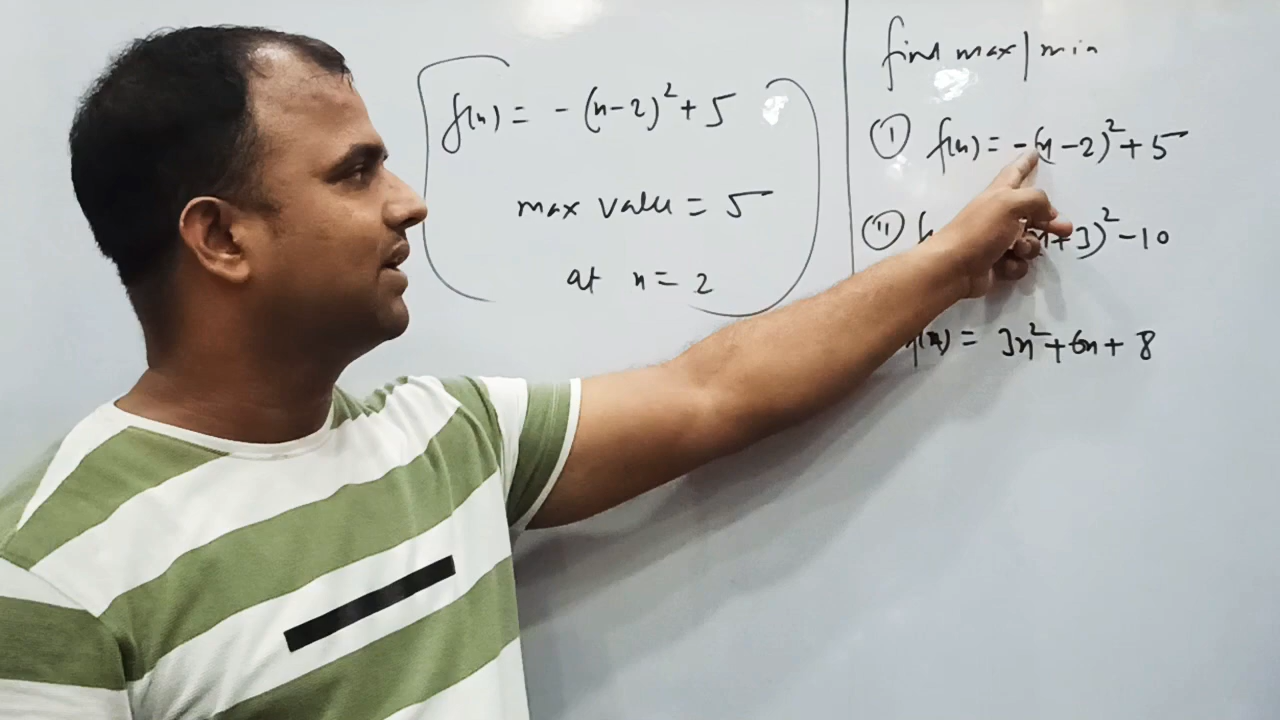 f(x) = -(x-2)² + 5
max value = 5
at x = 2
find max/min
(I) f(x) = -(x-2)² + 5
(II) +3)² - 10
(x) = 3x² + 6x + 8